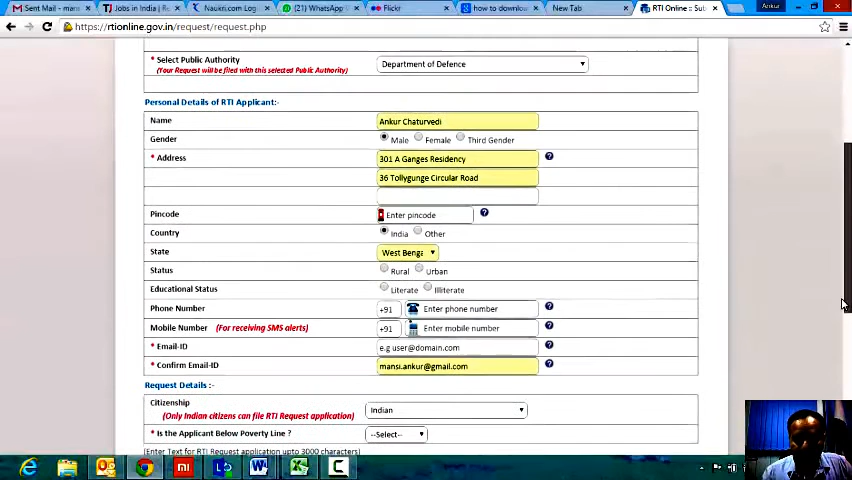 Sent Mail - mans
Jobs in India | R
Naukri.com Log
(21) WhatsApp
Flickr
how to downlo
New Tab
RTI Online :: Sub
Ankur
https://rtionline.gov.in/request/request.php
* Select Public Authority
(Your Request will be filed with this selected Public Authority)
Department of Defence
Personal Details of RTI Applicant:-
Name
Ankur Chaturvedi
Gender
Male Female Third Gender
* Address
301 A Ganges Residency
36 Tollygunge Circular Road
Pincode
Enter pincode
Country
India Other
State
West Benga
Status
Rural Urban
Educational Status
Literate Illiterate
Phone Number
+91 Enter phone number
Mobile Number (For receiving SMS alerts)
+91 Enter mobile number
* Email-ID
e.g user@domain.com
* Confirm Email-ID
mansi.ankur@gmail.com
Request Details :-
Citizenship
(Only Indian citizens can file RTI Request application)
Indian
* Is the Applicant Below Poverty Line ?
--Select--
(Enter Text for RTI Request application upto 3000 characters)